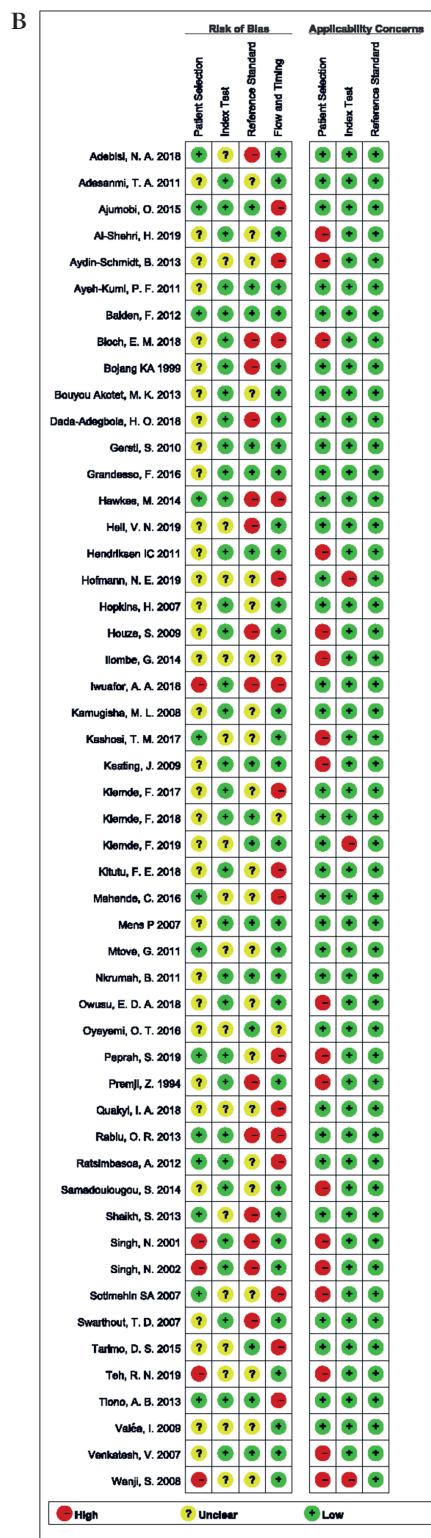 B
Risk of Bias
Applicability Concerns
Patient Selection
Index Test
Reference Standard
Flow and Timing
Patient Selection
Index Test
Reference Standard
Adebisi, N. A. 2018
Adesanmi, T. A. 2011
Ajumobi, O. 2015
Al-Shehri, H. 2019
Aydin-Schmidt, B. 2013
Ayeh-Kumi, P. F. 2011
Baiden, F. 2012
Bloch, E. M. 2018
Bojang KA 1999
Bouyou Akotet, M. K. 2013
Dada-Adegbola, H. O. 2018
Gerstl, S. 2010
Grandesso, F. 2016
Hawkes, M. 2014
Heil, V. N. 2019
Hendriksen IC 2011
Hofmann, N. E. 2019
Hopkins, H. 2007
Houze, S. 2009
Ilombe, G. 2014
Iwuafor, A. A. 2018
Kamugisha, M. L. 2008
Kashosi, T. M. 2017
Keating, J. 2009
Kiemde, F. 2017
Kiemde, F. 2018
Kiemde, F. 2019
Kitutu, F. E. 2018
Mahende, C. 2016
Mens P 2007
Mtove, G. 2011
Nkrumah, B. 2011
Owusu, E. D. A. 2018
Oyeyemi, O. T. 2016
Peprah, S. 2019
Premji, Z. 1994
Quakyi, I. A. 2018
Rabiu, O. R. 2013
Ratsimbasoa, A. 2012
Samadoulougou, S. 2014
Shaikh, S. 2013
Singh, N. 2001
Singh, N. 2002
Sotimehin SA 2007
Swarthout, T. D. 2007
Tarimo, D. S. 2015
Teh, R. N. 2019
Tiono, A. B. 2013
Valéa, I. 2009
Venkatesh, V. 2007
Wanji, S. 2008
High
Unclear
Low